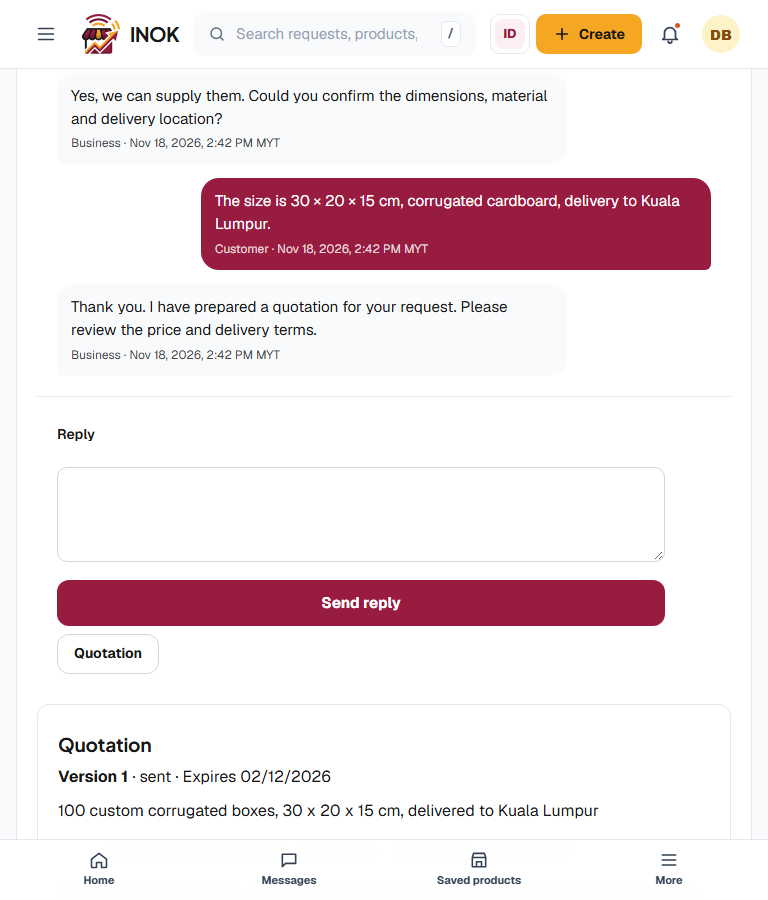 INOK
Search requests, products,
/
ID
+ Create
DB
Yes, we can supply them. Could you confirm the dimensions, material
and delivery location?
Business · Nov 18, 2026, 2:42 PM MYT
The size is 30 × 20 × 15 cm, corrugated cardboard, delivery to Kuala
Lumpur.
Customer · Nov 18, 2026, 2:42 PM MYT
Thank you. I have prepared a quotation for your request. Please
review the price and delivery terms.
Business · Nov 18, 2026, 2:42 PM MYT
Reply
Send reply
Quotation
Quotation
Version 1 · sent · Expires 02/12/2026
100 custom corrugated boxes, 30 x 20 x 15 cm, delivered to Kuala Lumpur
Home
Messages
Saved products
More